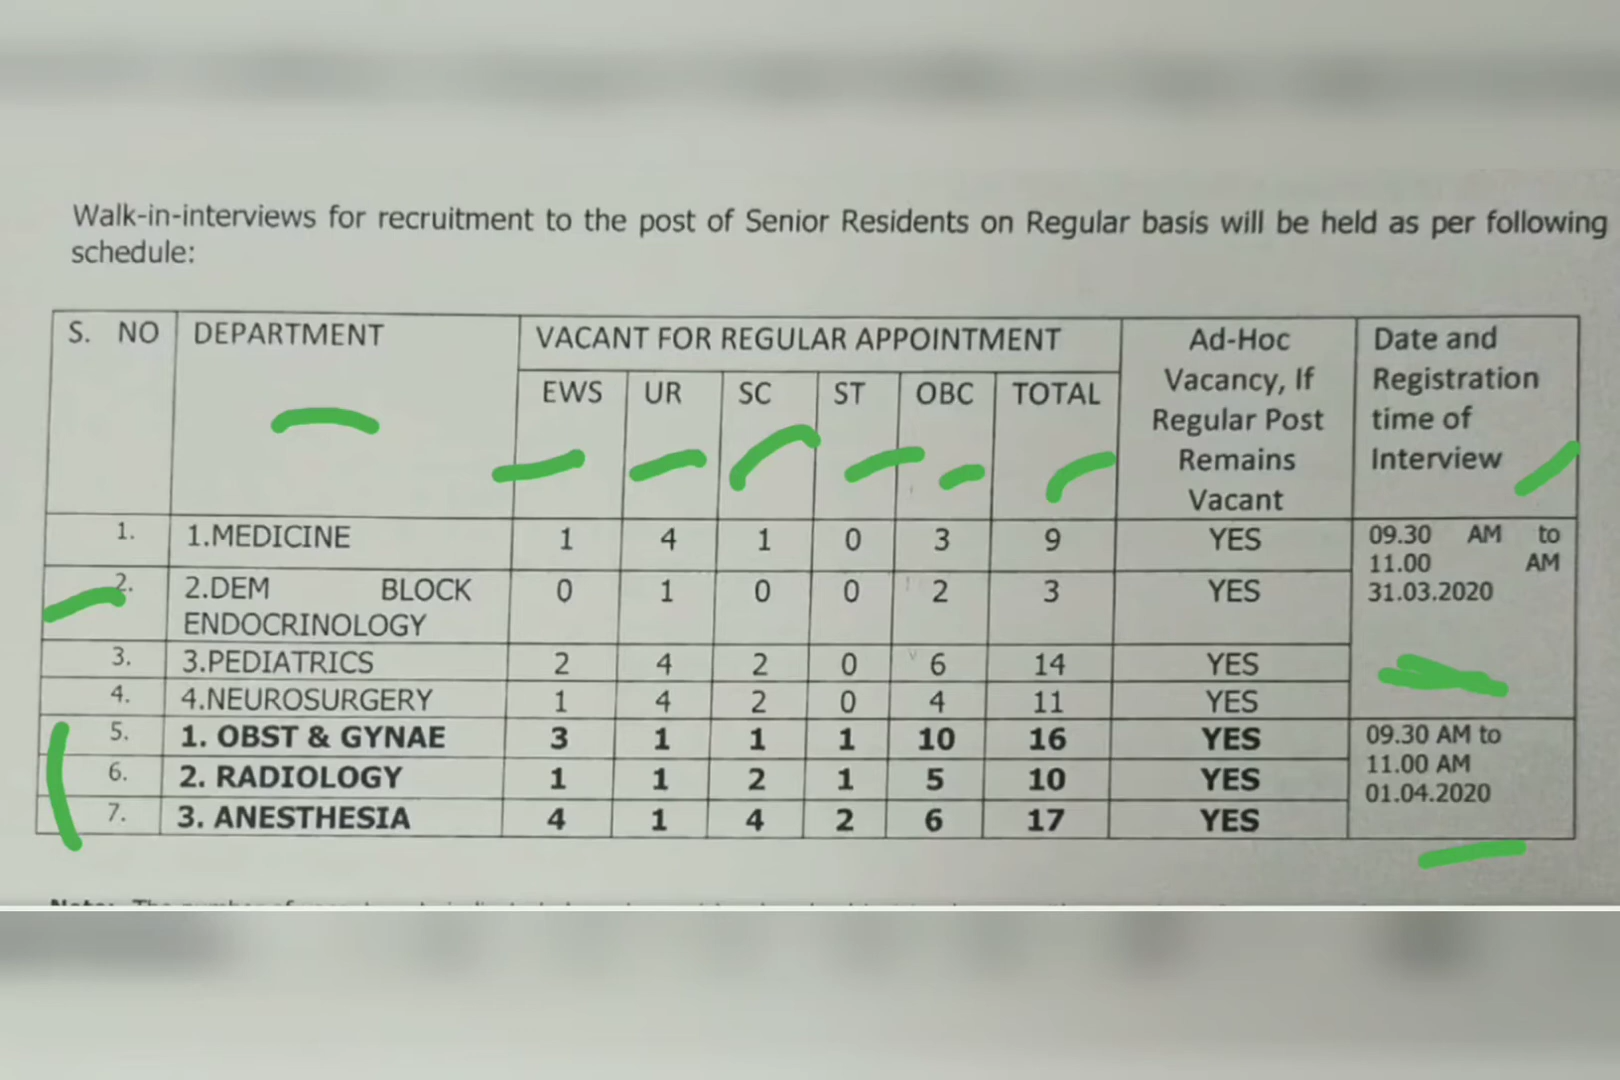 Walk-in-interviews for recruitment to the post of Senior Residents on Regular basis will be held as per following
schedule:
S. NO DEPARTMENT VACANT FOR REGULAR APPOINTMENT Ad-Hoc Vacancy, If Regular Post Remains Vacant Date and Registration time of Interview
EWS UR SC ST OBC TOTAL
1. 1.MEDICINE 1 4 1 0 3 9 YES 09.30 AM to 11.00 AM 31.03.2020
2. 2.DEM BLOCK ENDOCRINOLOGY 0 1 0 0 2 3 YES
3. 3.PEDIATRICS 2 4 2 0 6 14 YES
4. 4.NEUROSURGERY 1 4 2 0 4 11 YES
5. 1. OBST & GYNAE 3 1 1 1 10 16 YES 09.30 AM to 11.00 AM 01.04.2020
6. 2. RADIOLOGY 1 1 2 1 5 10 YES
7. 3. ANESTHESIA 4 1 4 2 6 17 YES